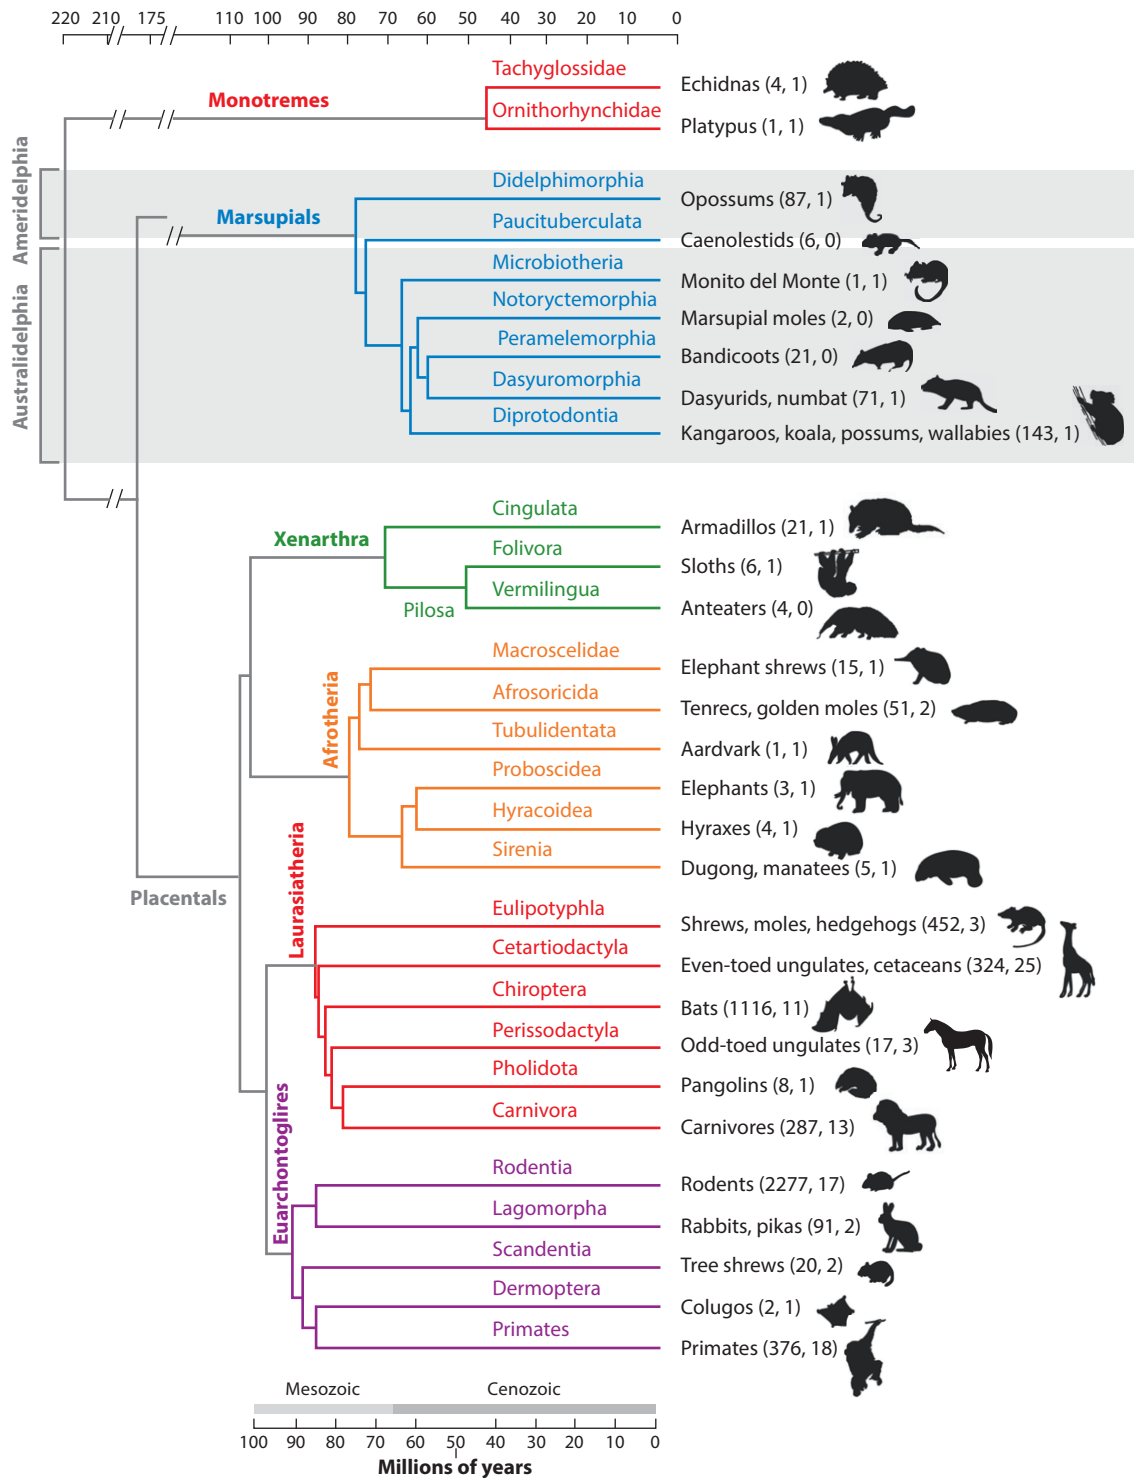 220 210 175 110 100 90 80 70 60 50 40 30 20 10 0
Tachyglossidae
Echidnas (4, 1)
Monotremes
Ornithorhynchidae
Platypus (1, 1)
Ameridelphia
Didelphimorphia
Opossums (87, 1)
Marsupials
Paucituberculata
Caenolestids (6, 0)
Australidelphia
Microbiotheria
Monito del Monte (1, 1)
Notoryctemorphia
Marsupial moles (2, 0)
Peramelemorphia
Bandicoots (21, 0)
Dasyuromorphia
Dasyurids, numbat (71, 1)
Diprotodontia
Kangaroos, koala, possums, wallabies (143, 1)
Cingulata
Armadillos (21, 1)
Xenarthra
Folivora
Sloths (6, 1)
Vermilingua
Pilosa
Anteaters (4, 0)
Afrotheria
Macroscelidae
Elephant shrews (15, 1)
Afrosoricida
Tenrecs, golden moles (51, 2)
Tubulidentata
Aardvark (1, 1)
Proboscidea
Elephants (3, 1)
Hyracoidea
Hyraxes (4, 1)
Sirenia
Dugong, manatees (5, 1)
Placentals
Laurasiatheria
Eulipotyphla
Shrews, moles, hedgehogs (452, 3)
Cetartiodactyla
Even-toed ungulates, cetaceans (324, 25)
Chiroptera
Bats (1116, 11)
Perissodactyla
Odd-toed ungulates (17, 3)
Pholidota
Pangolins (8, 1)
Carnivora
Carnivores (287, 13)
Euarchontoglires
Rodentia
Rodents (2277, 17)
Lagomorpha
Rabbits, pikas (91, 2)
Scandentia
Tree shrews (20, 2)
Dermoptera
Colugos (2, 1)
Primates
Primates (376, 18)
Mesozoic Cenozoic
100 90 80 70 60 50 40 30 20 10 0
Millions of years